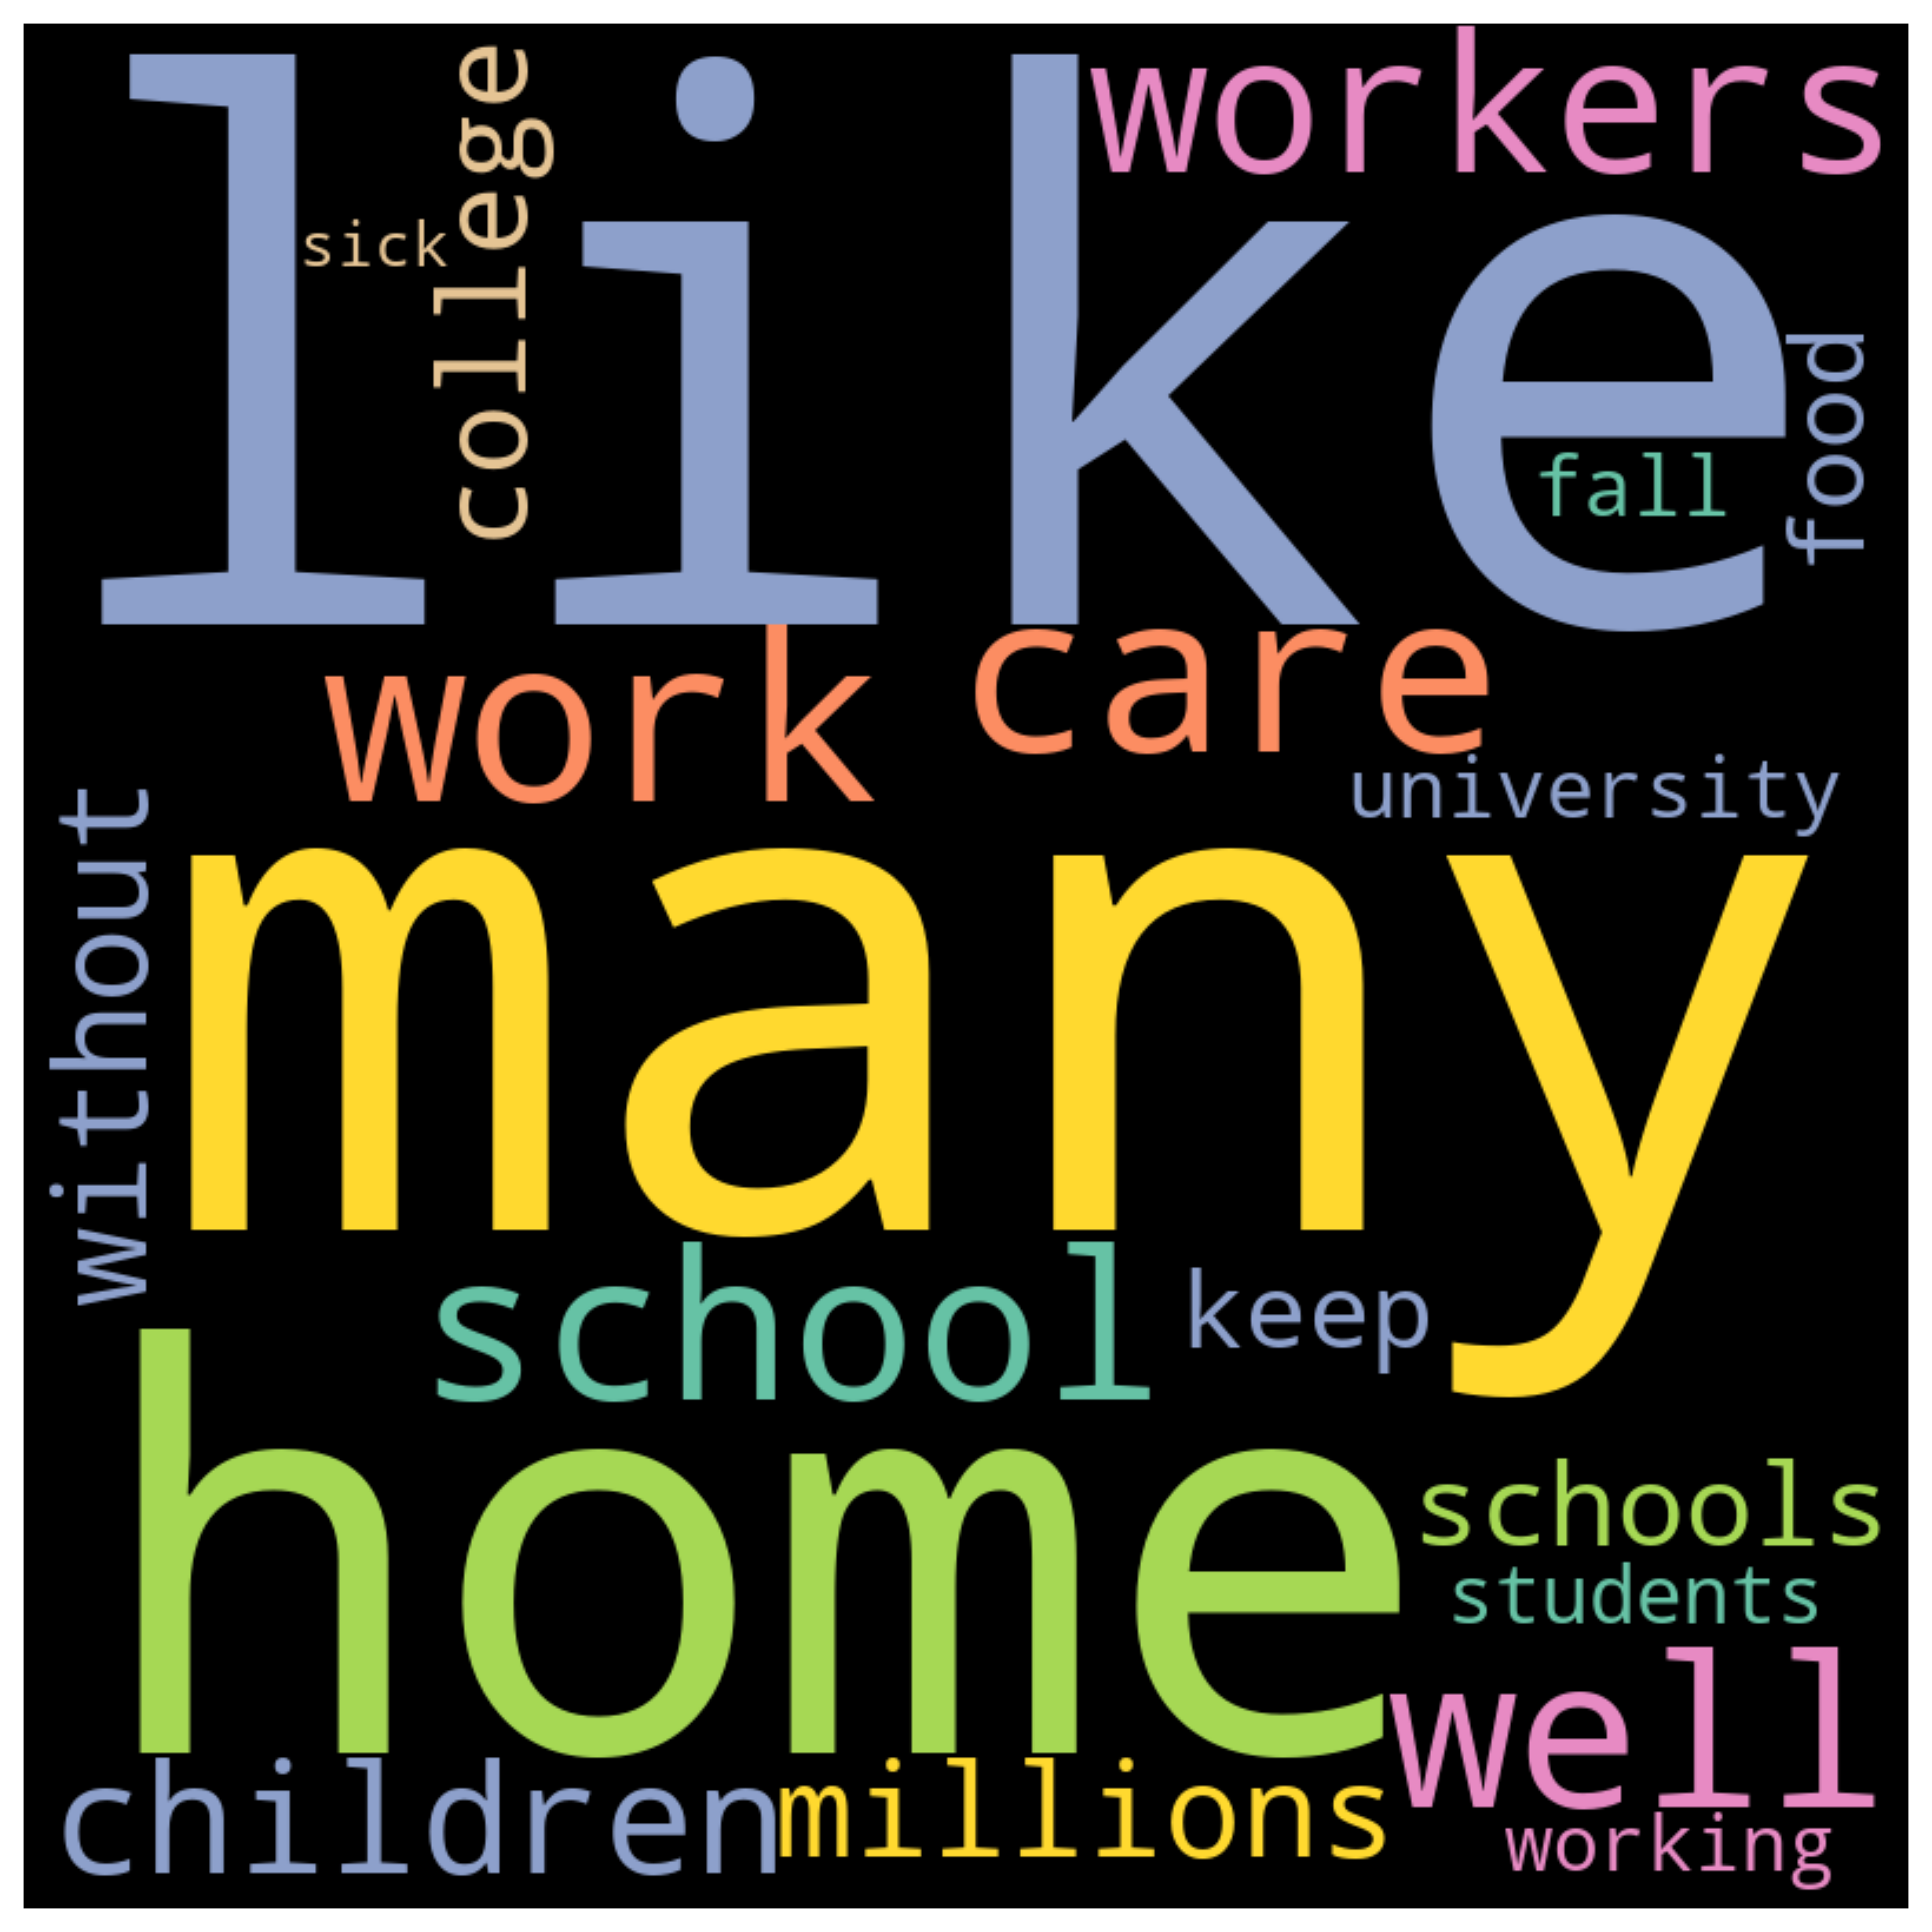 like
workers
college
sick
food
fall
work
care
university
without
many
school
keep
home
schools
students
well
children
millions
working